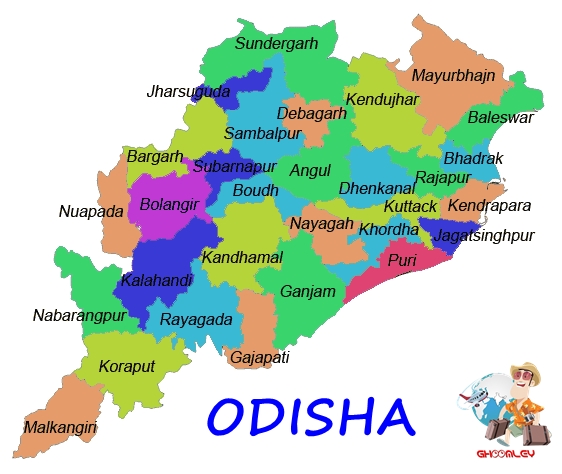 Sundergarh
Mayurbhajn
Jharsuguda
Kendujhar
Debagarh
Baleswar
Sambalpur
Bargarh
Bhadrak
Subarnapur
Angul
Rajapur
Boudh
Dhenkanal
Bolangir
Kuttack
Kendrapara
Nuapada
Nayagah
Khordha
Jagatsinghpur
Kandhamal
Puri
Kalahandi
Ganjam
Nabarangpur
Rayagada
Gajapati
Koraput
Malkangiri
ODISHA
GHOOMLEY